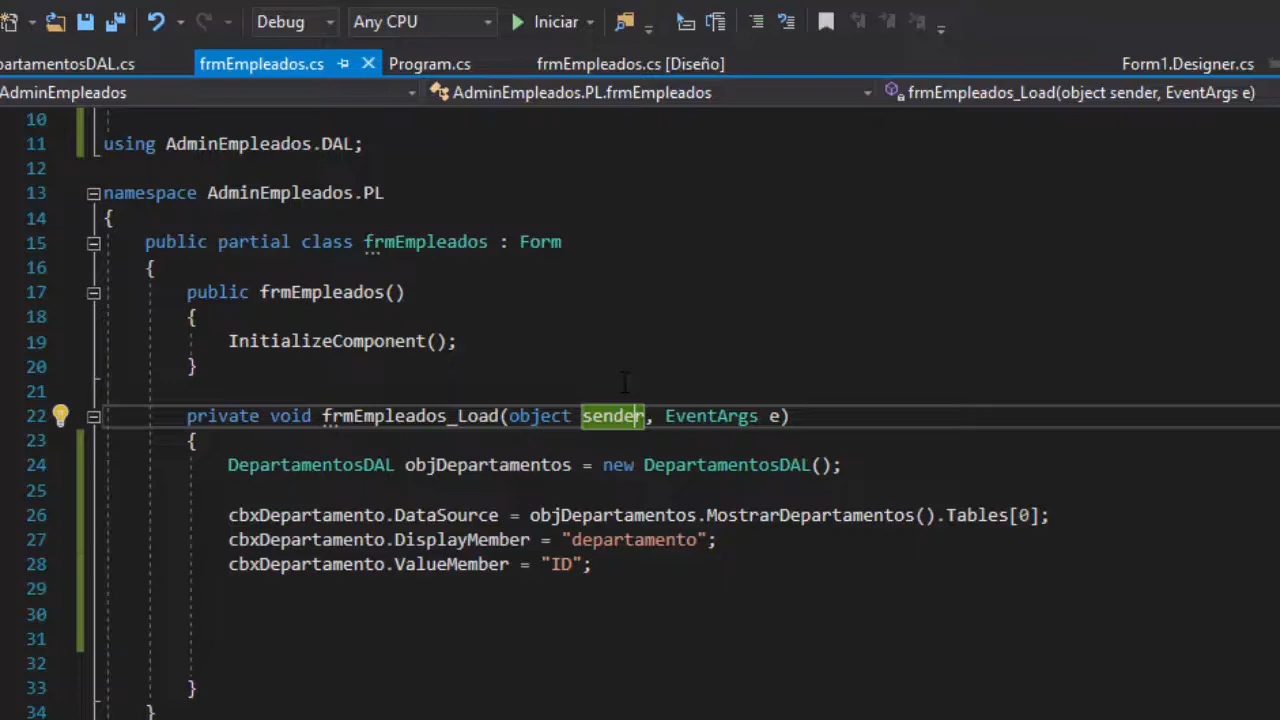 Debug Any CPU Iniciar
partamentosDAL.cs frmEmpleados.cs Program.cs frmEmpleados.cs [Diseño] Form1.Designer.cs
AdminEmpleados AdminEmpleados.PL.frmEmpleados frmEmpleados_Load(object sender, EventArgs e)
10
11 using AdminEmpleados.DAL;
12
13 namespace AdminEmpleados.PL
14 {
15 public partial class frmEmpleados : Form
16 {
17 public frmEmpleados()
18 {
19 InitializeComponent();
20 }
21
22 private void frmEmpleados_Load(object sender, EventArgs e)
23 {
24 DepartamentosDAL objDepartamentos = new DepartamentosDAL();
25
26 cbxDepartamento.DataSource = objDepartamentos.MostrarDepartamentos().Tables[0];
27 cbxDepartamento.DisplayMember = "departamento";
28 cbxDepartamento.ValueMember = "ID";
29
30
31
32
33 }
34 }